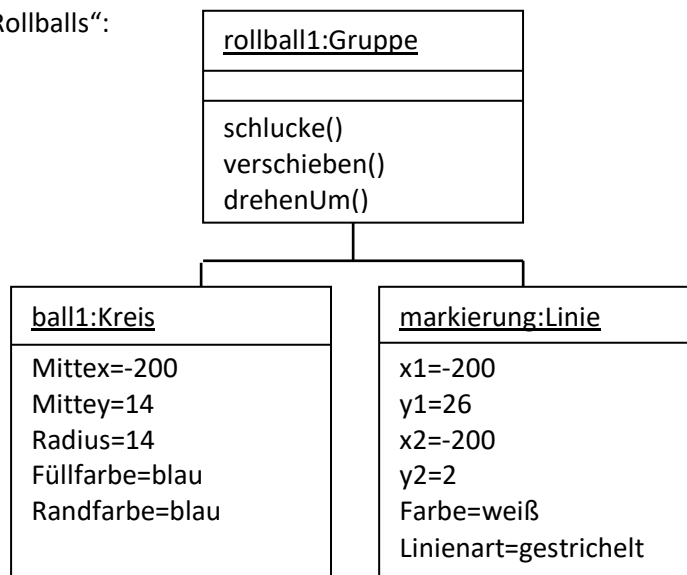 Rollballs“:
rollball1:Gruppe
schlucke()
verschieben()
drehenUm()
ball1:Kreis
Mittex=-200
Mittey=14
Radius=14
Füllfarbe=blau
Randfarbe=blau
markierung:Linie
x1=-200
y1=26
x2=-200
y2=2
Farbe=weiß
Linienart=gestrichelt